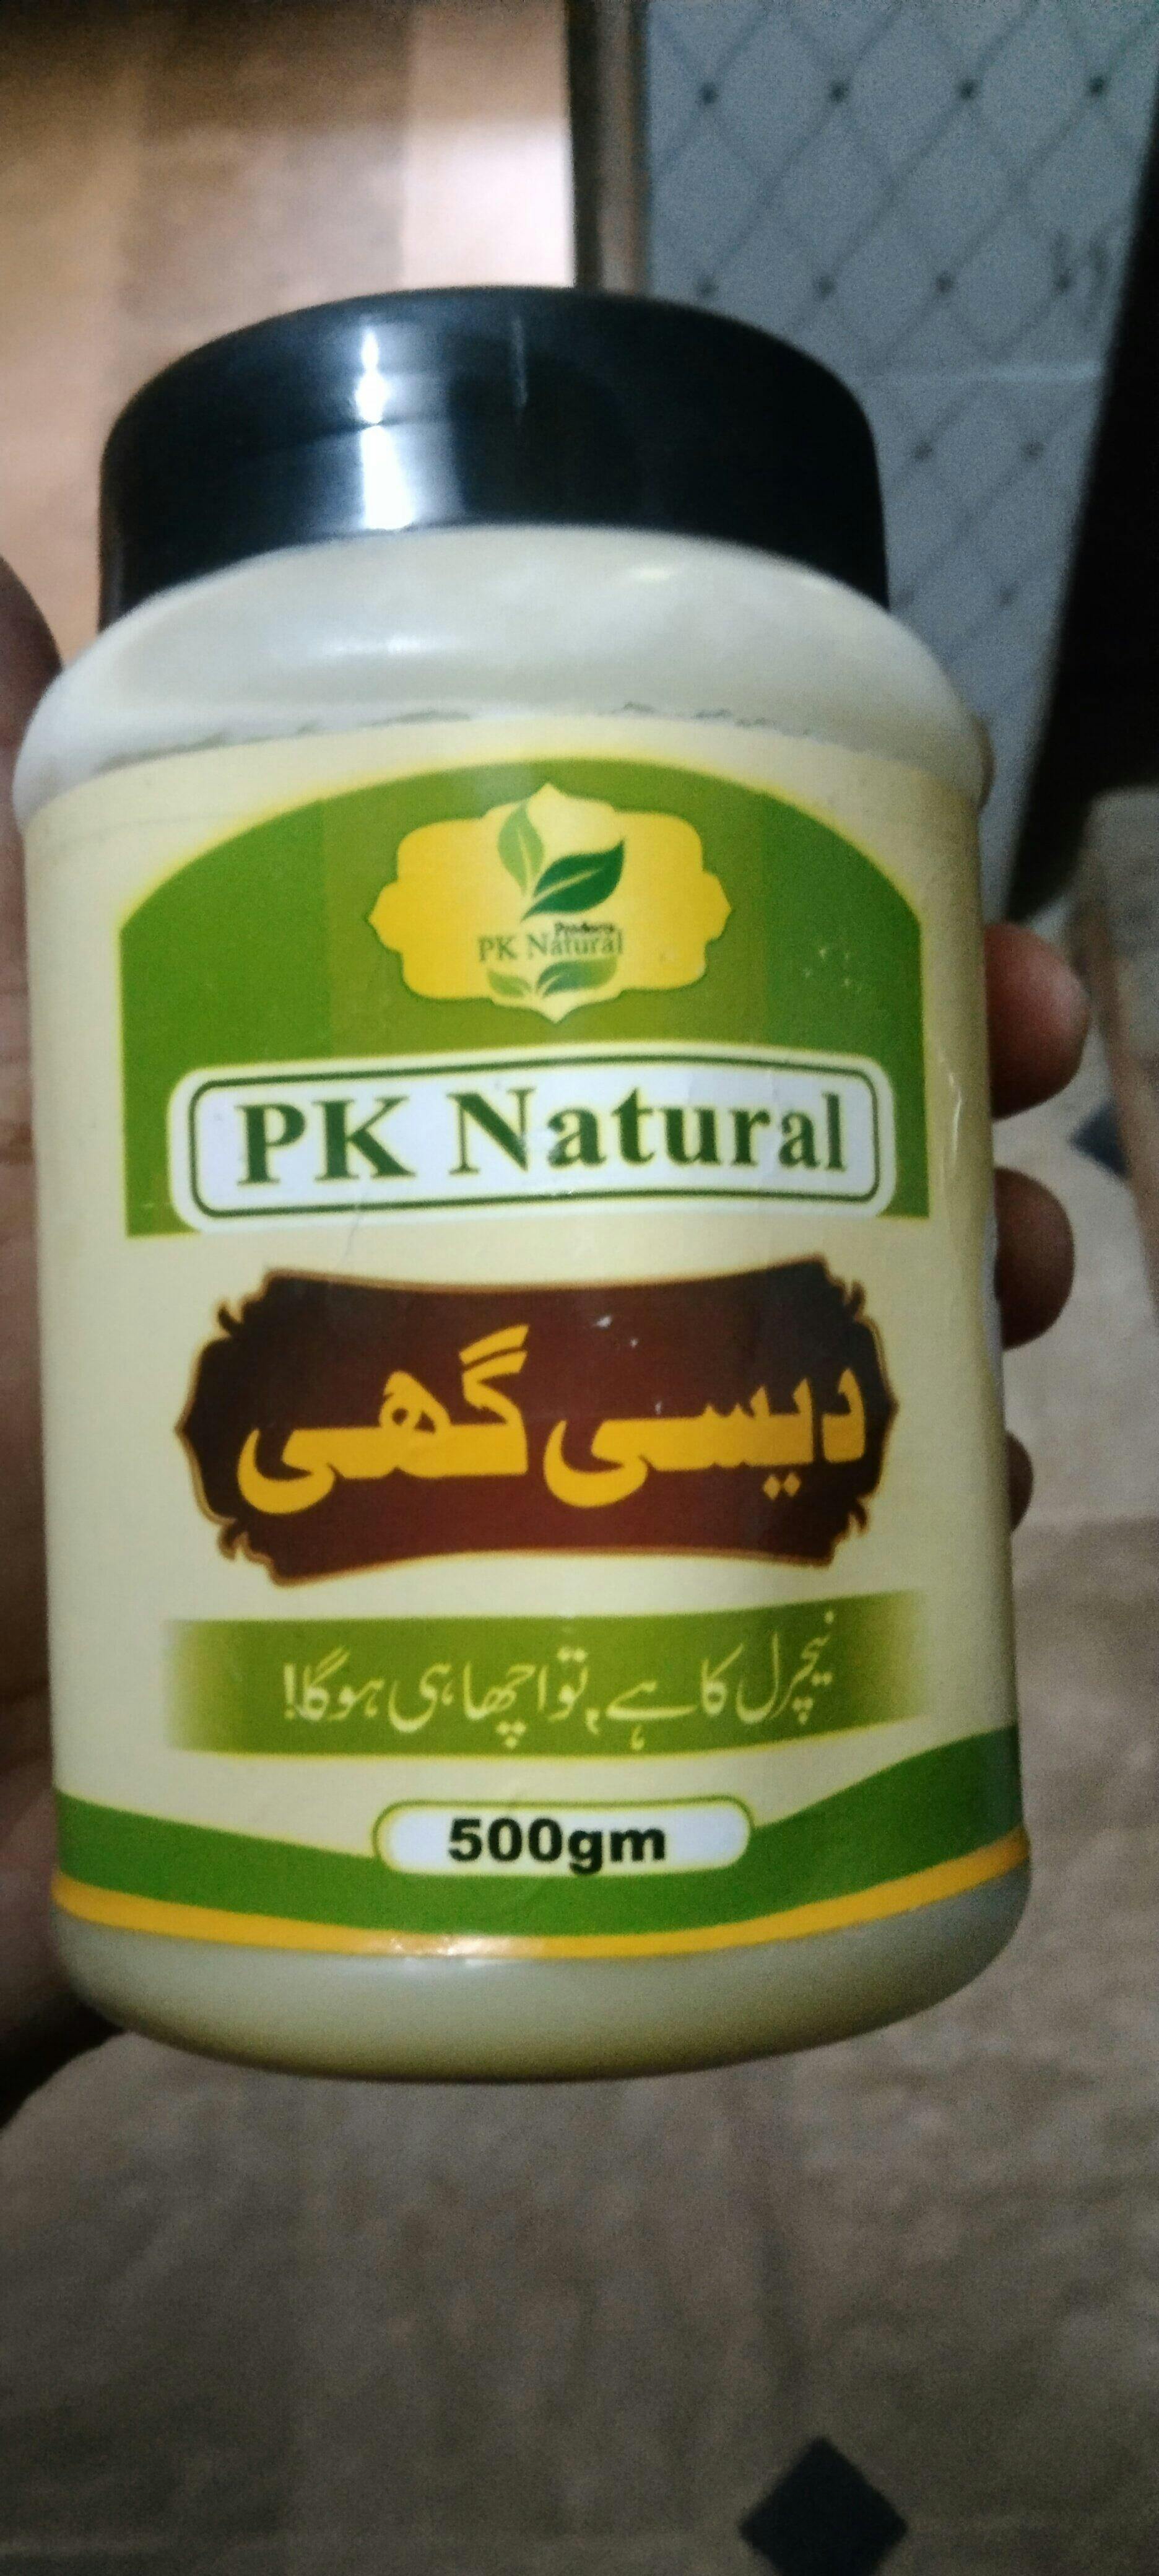 Products
PK Natural
PK Natural
دیسی گھی
نیچرل کا ہے، تو اچھا ہی ہوگا!
500gm